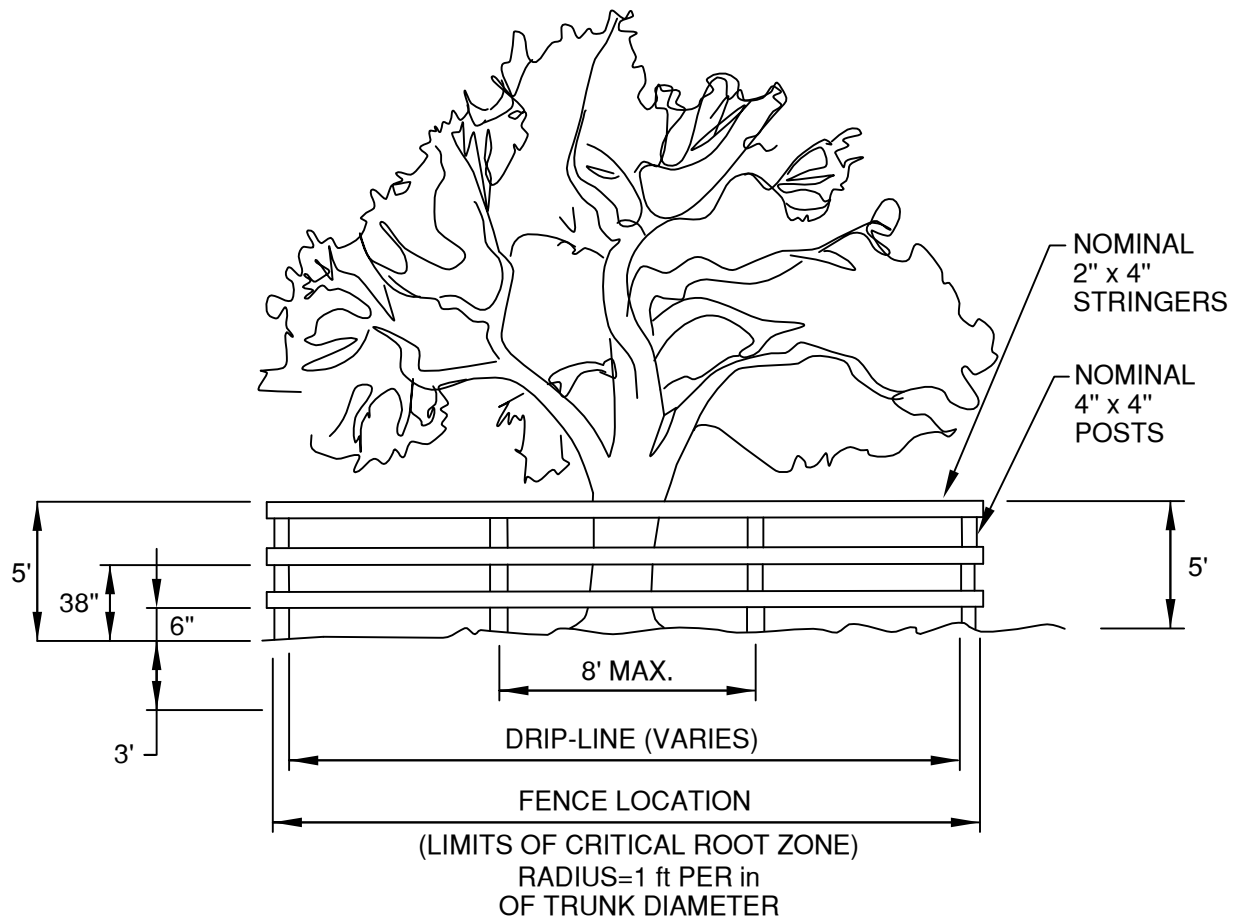 NOMINAL
2" x 4"
STRINGERS
NOMINAL
4" x 4"
POSTS
5'
38"
6"
3'
5'
8' MAX.
DRIP-LINE (VARIES)
FENCE LOCATION
(LIMITS OF CRITICAL ROOT ZONE)
RADIUS=1 ft PER in
OF TRUNK DIAMETER